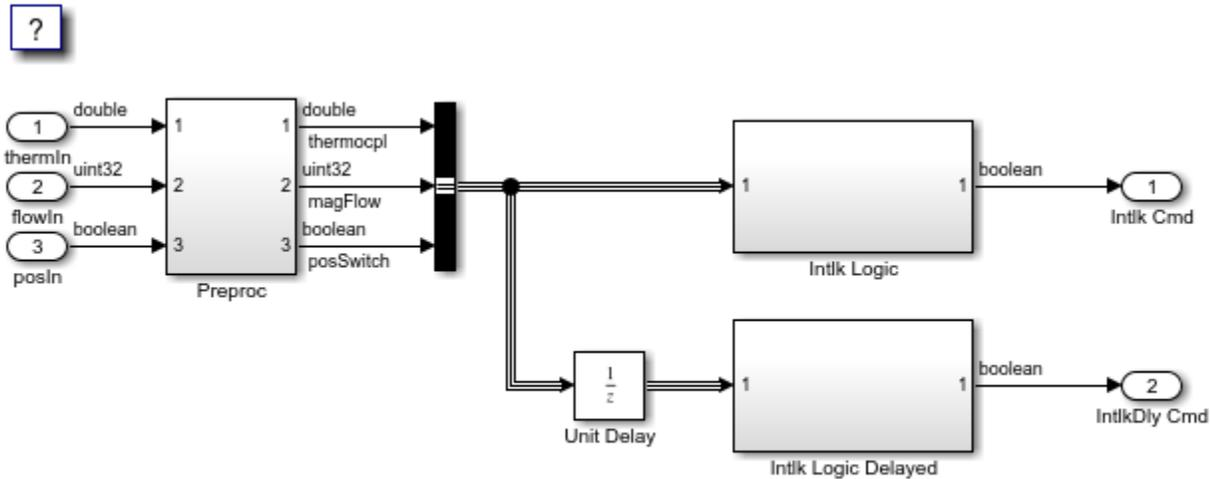 ?
double
double
1
1
1
thermocpl
thermIn
uint32
uint32
2
2
2
1
1
boolean
1
flowIn
magFlow
Intlk Cmd
boolean
boolean
3
3
3
posIn
posSwitch
Intlk Logic
Preproc
boolean
1
z
1
1
2
Unit Delay
IntlkDly Cmd
Intlk Logic Delayed